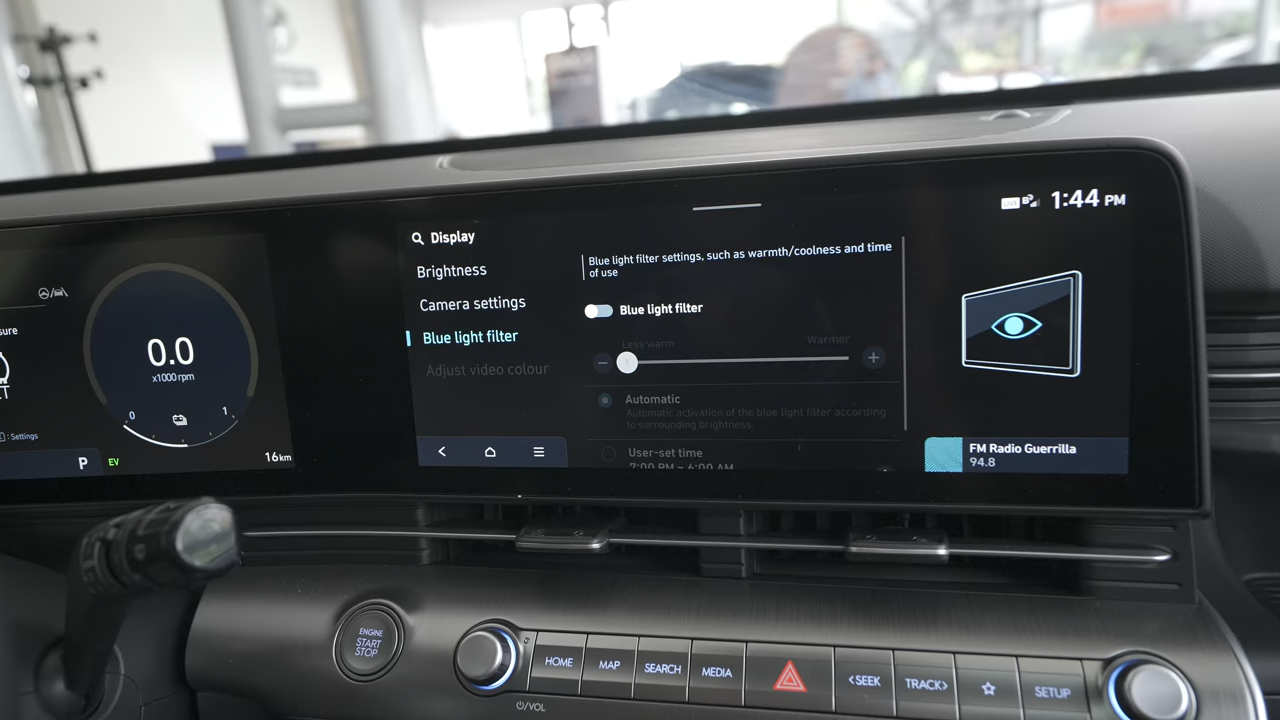 1:44 PM
Display
Brightness
Camera settings
Blue light filter
Adjust video colour
Blue light filter settings, such as warmth/coolness and time
of use
Blue light filter
Less warm
Warmer
Automatic
Automatic activation of the blue light filter according
to surrounding brightness.
User-set time
7:00 PM ~ 6:00 AM
FM Radio Guerrilla
94.8
sure
0.0
x1000 rpm
0
1
: Settings
P
EV
16km
ENGINE
START
STOP
HOME
MAP
SEARCH
MEDIA
<SEEK
TRACK>
SETUP
/VOL